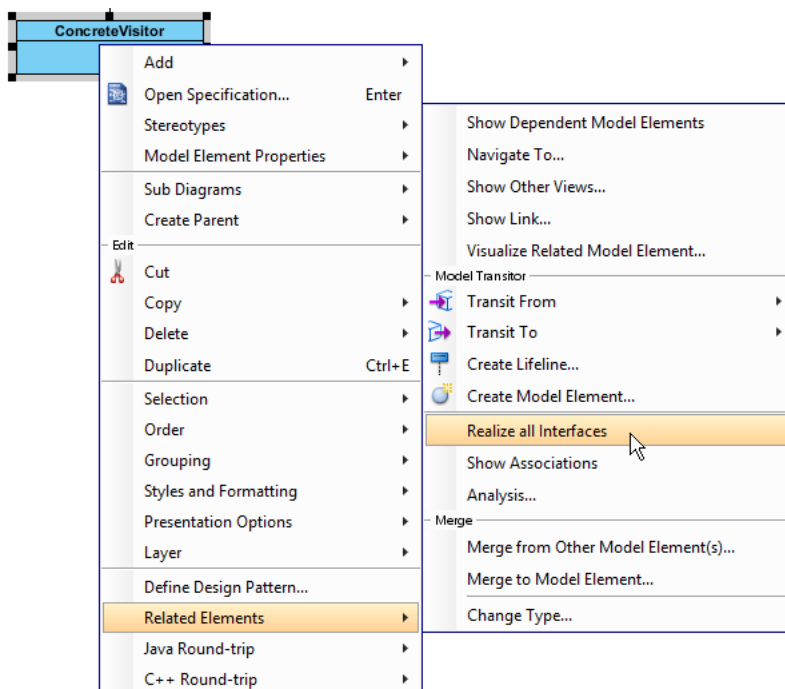 ConcreteVisitor
Add
Open Specification... Enter
Stereotypes
Model Element Properties
Sub Diagrams
Create Parent
Edit
Cut
Copy
Delete
Duplicate Ctrl+E
Selection
Order
Grouping
Styles and Formatting
Presentation Options
Layer
Define Design Pattern...
Related Elements
Java Round-trip
C++ Round-trip
Show Dependent Model Elements
Navigate To...
Show Other Views...
Show Link...
Visualize Related Model Element...
Model Transitor
Transit From
Transit To
Create Lifeline...
Create Model Element...
Realize all Interfaces
Show Associations
Analysis...
Merge
Merge from Other Model Element(s)...
Merge to Model Element...
Change Type...